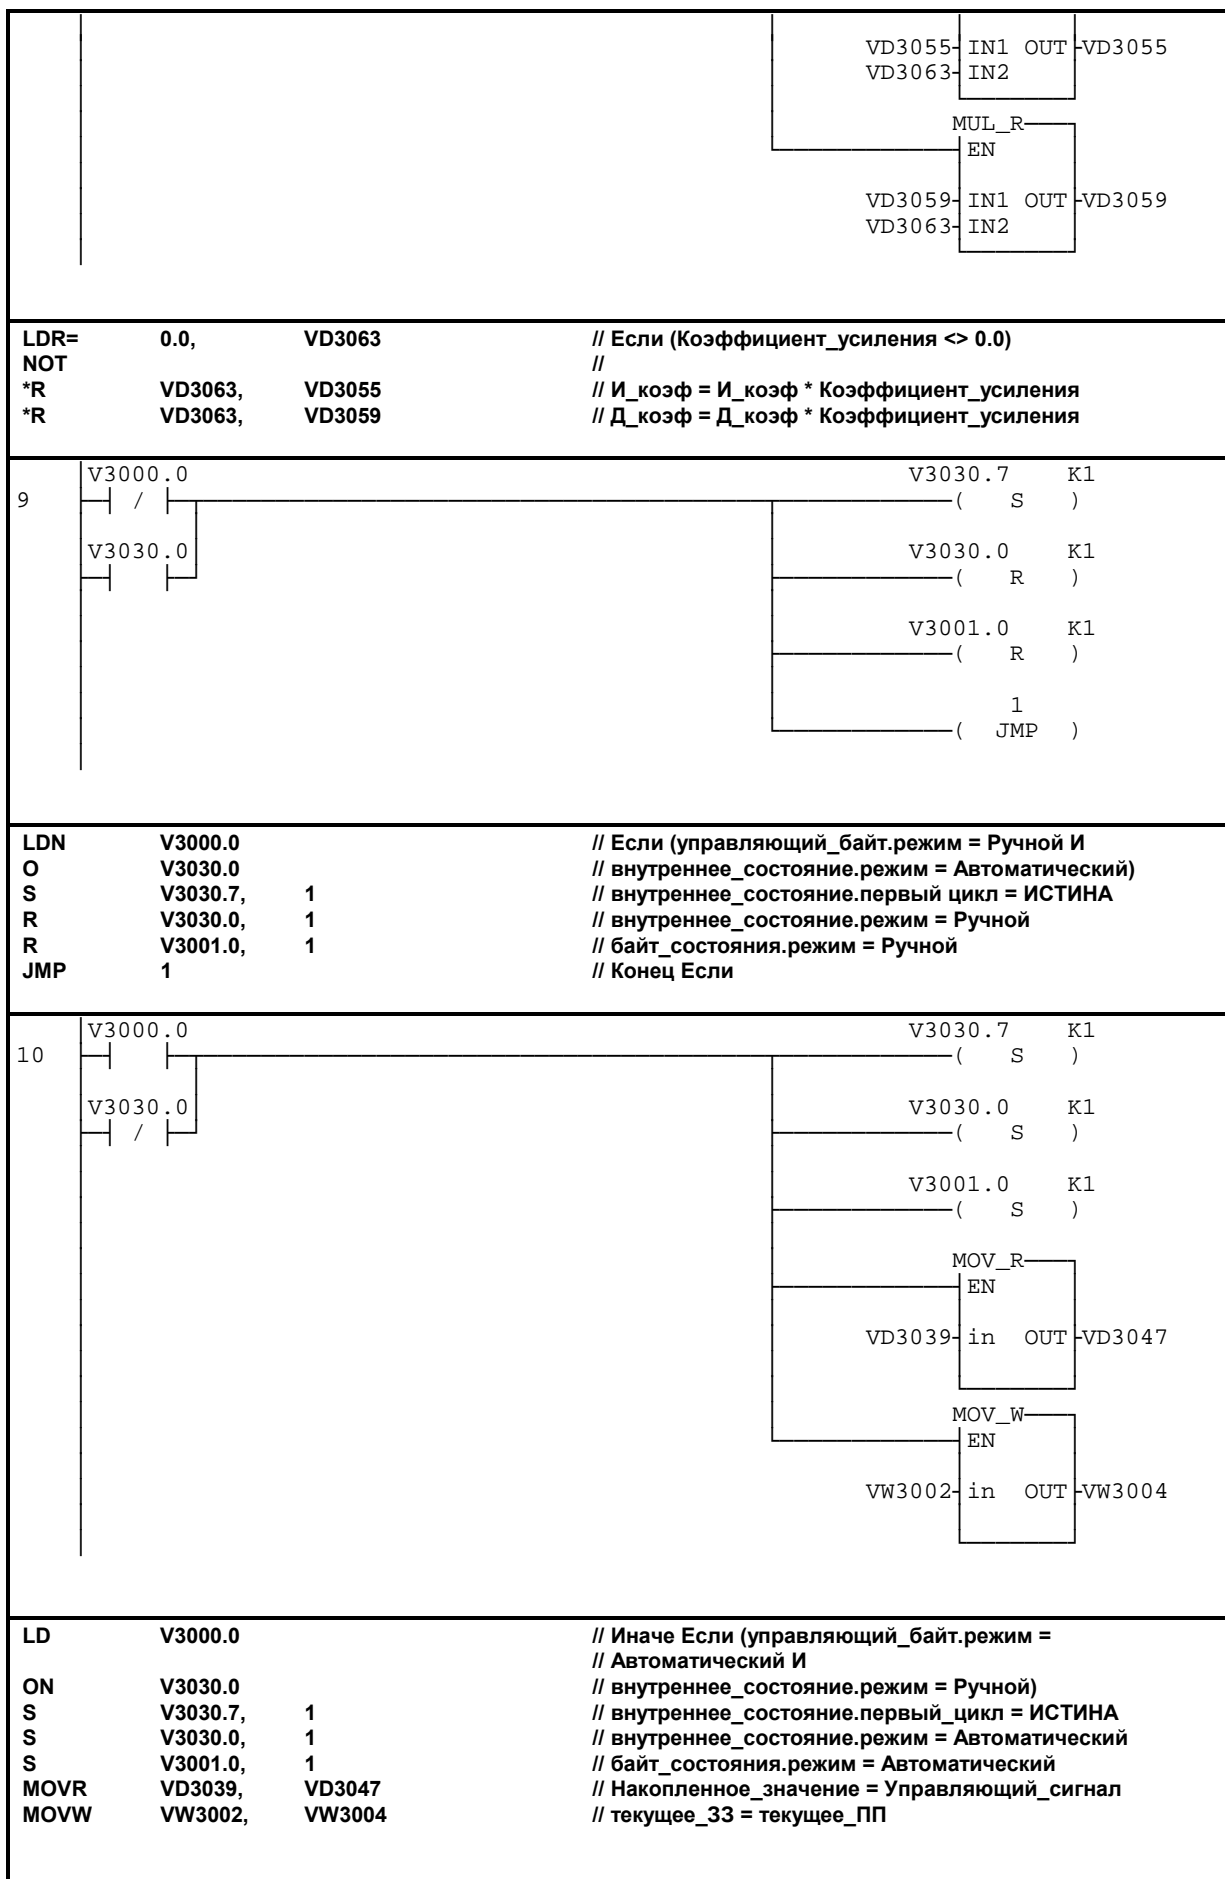 VD3055 IN1 OUT VD3055
VD3063 IN2
MUL_R
EN
VD3059 IN1 OUT VD3059
VD3063 IN2
LDR= 0.0, VD3063 // Если (Коэффициент_усиления <> 0.0)
NOT //
*R VD3063, VD3055 // И_коэф = И_коэф * Коэффициент_усиления
*R VD3063, VD3059 // Д_коэф = Д_коэф * Коэффициент_усиления
V3000.0 V3030.7 K1
9 / ( S )
V3030.0 V3030.0 K1
( R )
V3001.0 K1
( R )
1
( JMP )
LDN V3000.0 // Если (управляющий_байт.режим = Ручной И
O V3030.0 // внутреннее_состояние.режим = Автоматический)
S V3030.7, 1 // внутреннее_состояние.первый цикл = ИСТИНА
R V3030.0, 1 // внутреннее_состояние.режим = Ручной
R V3001.0, 1 // байт_состояния.режим = Ручной
JMP 1 // Конец Если
V3000.0 V3030.7 K1
10 ( S )
V3030.0 V3030.0 K1
/ ( S )
V3001.0 K1
( S )
MOV_R
EN
VD3039 in OUT VD3047
MOV_W
EN
VW3002 in OUT VW3004
LD V3000.0 // Иначе Если (управляющий_байт.режим =
// Автоматический И
ON V3030.0 // внутреннее_состояние.режим = Ручной)
S V3030.7, 1 // внутреннее_состояние.первый_цикл = ИСТИНА
S V3030.0, 1 // внутреннее_состояние.режим = Автоматический
S V3001.0, 1 // байт_состояния.режим = Автоматический
MOVR VD3039, VD3047 // Накопленное_значение = Управляющий_сигнал
MOVW VW3002, VW3004 // текущее_ЗЗ = текущее_ПП